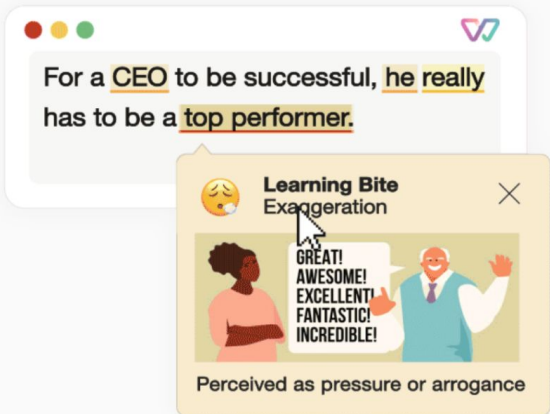 For a CEO to be successful, he really
has to be a top performer.
Learning Bite
Exaggeration
GREAT!
AWESOME!
EXCELLENT!
FANTASTIC!
INCREDIBLE!
Perceived as pressure or arrogance